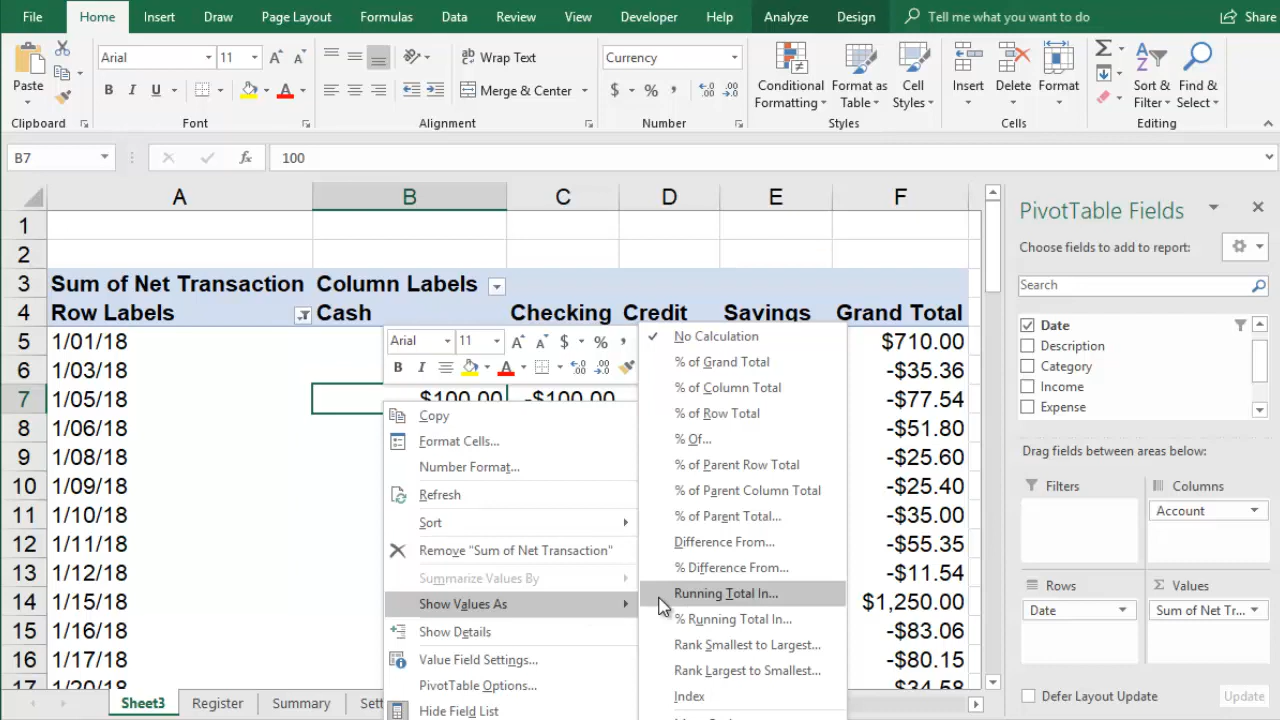 File Home Insert Draw Page Layout Formulas Data Review View Developer Help Analyze Design Tell me what you want to do Share
Arial 11 Wrap Text Currency
Paste B I U Merge & Center $ % , Conditional Formatting Format as Table Cell Styles Insert Delete Format Sort & Filter Find & Select
Clipboard Font Alignment Number Styles Cells Editing
B7 fx 100
A B C D E F
1
2
3 Sum of Net Transaction Column Labels
4 Row Labels Cash Checking Credit Savings Grand Total
5 1/01/18 $710.00
6 1/03/18 -$35.36
7 1/05/18 $100.00 -$100.00 -$77.54
8 1/06/18 -$51.80
9 1/08/18 -$25.60
10 1/09/18 -$25.40
11 1/10/18 -$35.00
12 1/11/18 -$55.35
13 1/12/18 -$11.54
14 1/15/18 $1,250.00
15 1/16/18 -$83.06
16 1/17/18 -$80.15
17 1/20/18 -$34.58
Arial 11 $ % ,
B I A
Copy
Format Cells...
Number Format...
Refresh
Sort
Remove "Sum of Net Transaction"
Summarize Values By
Show Values As
Show Details
Value Field Settings...
PivotTable Options...
Hide Field List
No Calculation
% of Grand Total
% of Column Total
% of Row Total
% Of...
% of Parent Row Total
% of Parent Column Total
% of Parent Total...
Difference From...
% Difference From...
Running Total In...
% Running Total In...
Rank Smallest to Largest...
Rank Largest to Smallest...
Index
PivotTable Fields
Choose fields to add to report:
Search
Date
Description
Category
Income
Expense
Drag fields between areas below:
Filters Columns
Account
Rows Values
Date Sum of Net Tr...
Defer Layout Update Update
Sheet3 Register Summary Sett